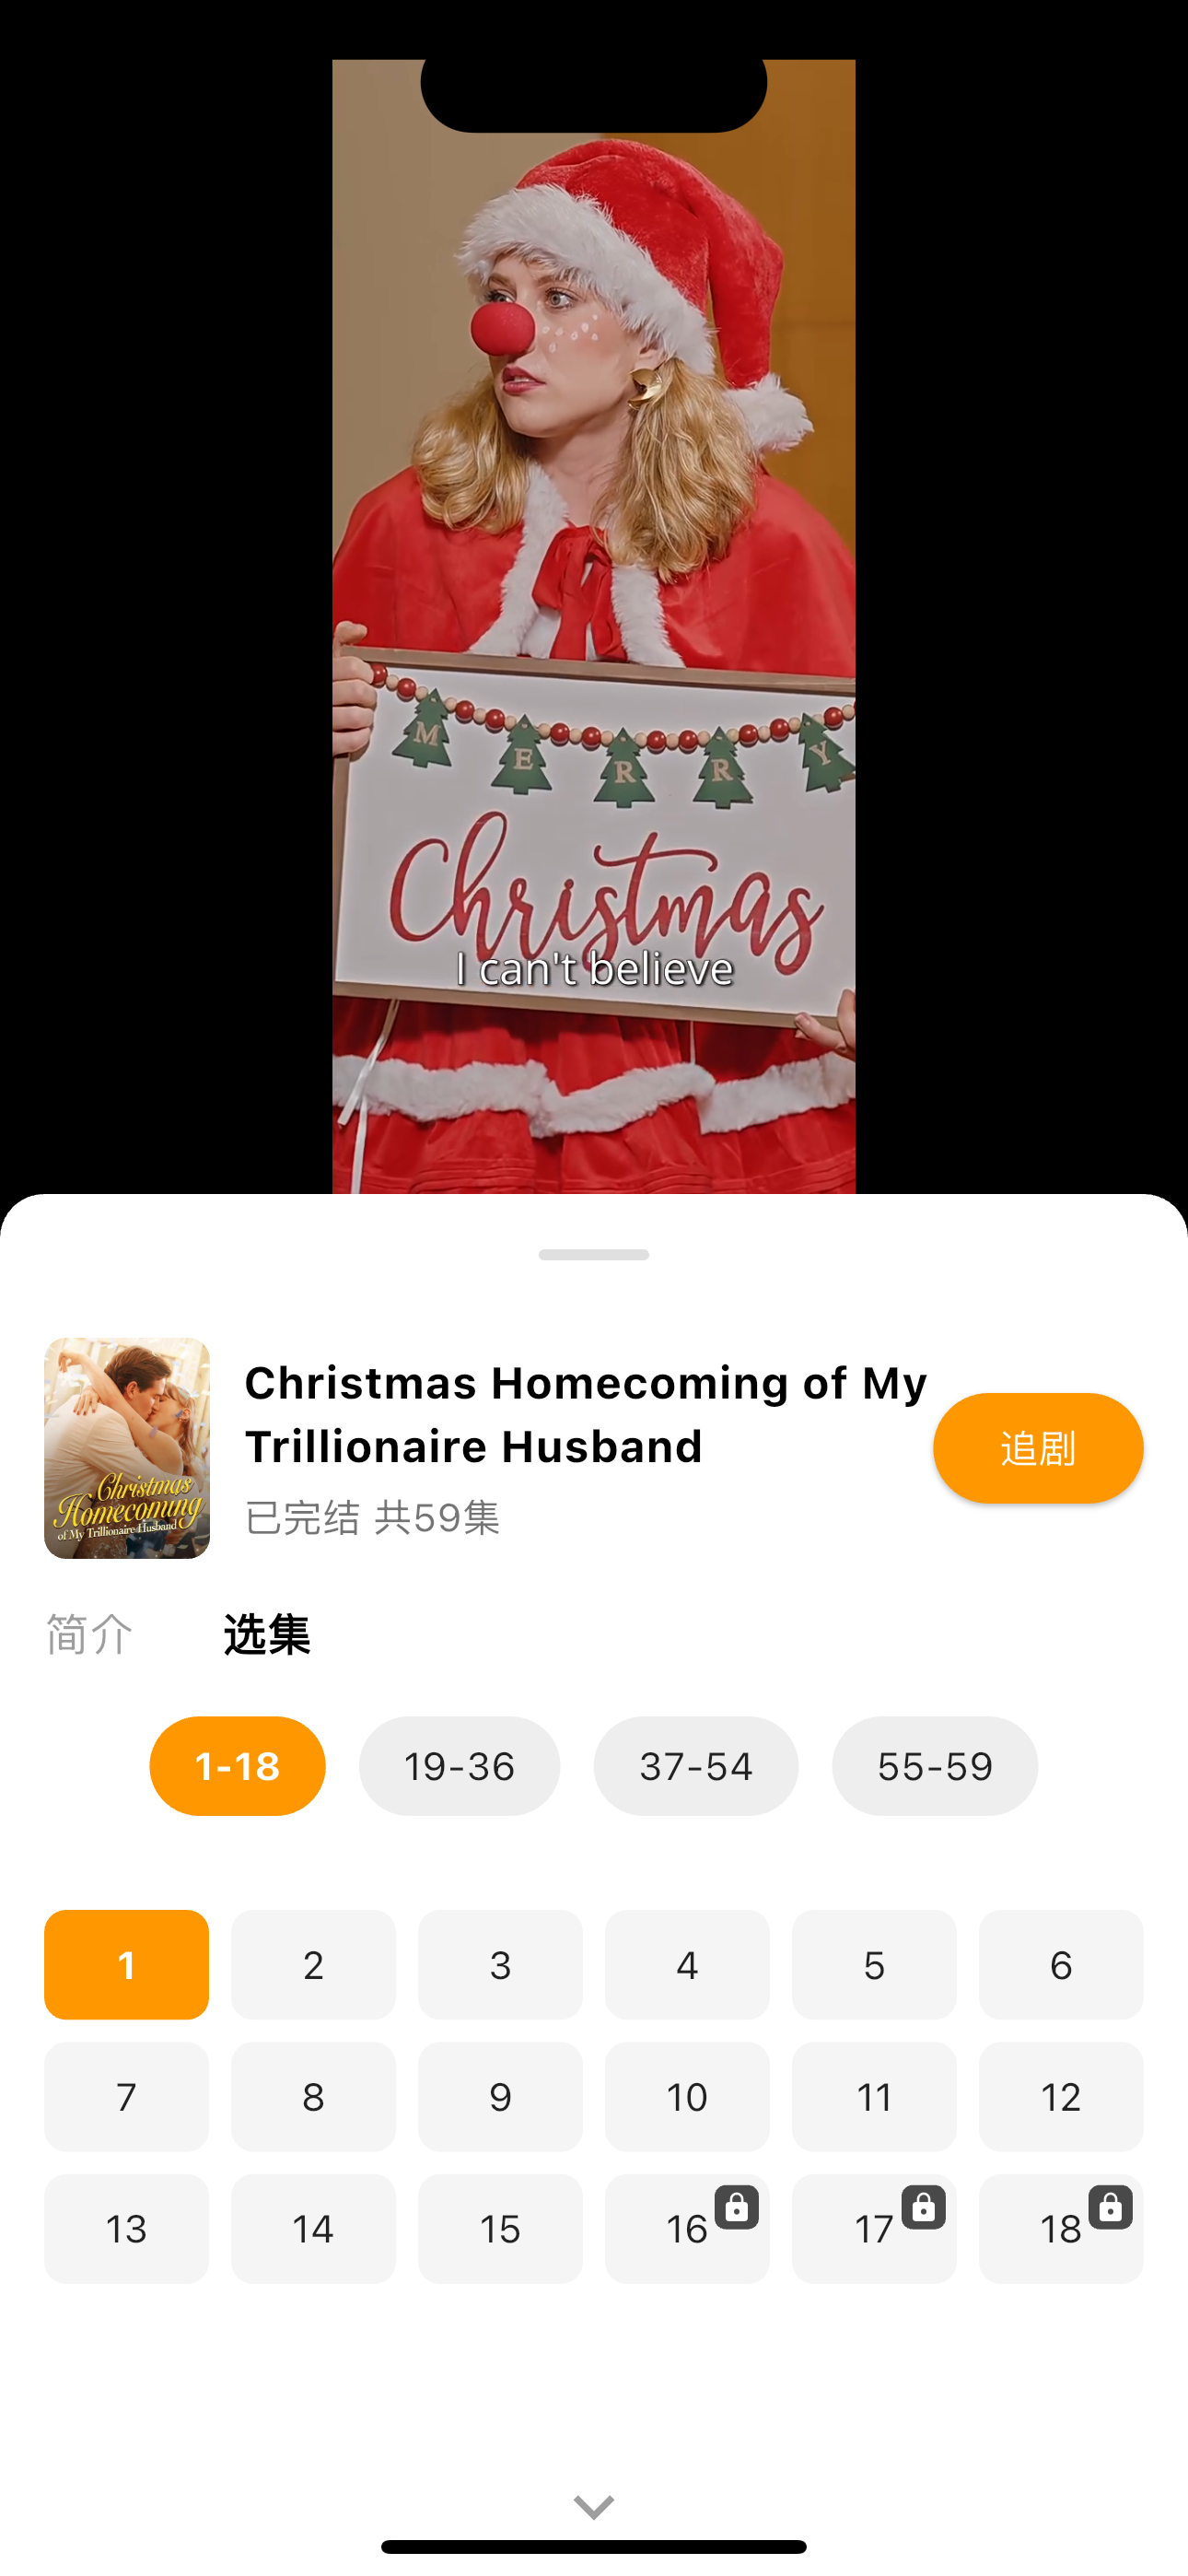 M E R R Y
Christmas
I can't believe
Christmas Homecoming of My
Trillionaire Husband
已完结 共59集
追剧
Christmas
Homecoming
of My Trillionaire Husband
简介
选集
1-18
19-36
37-54
55-59
1 2 3 4 5 6
7 8 9 10 11 12
13 14 15 16 17 18